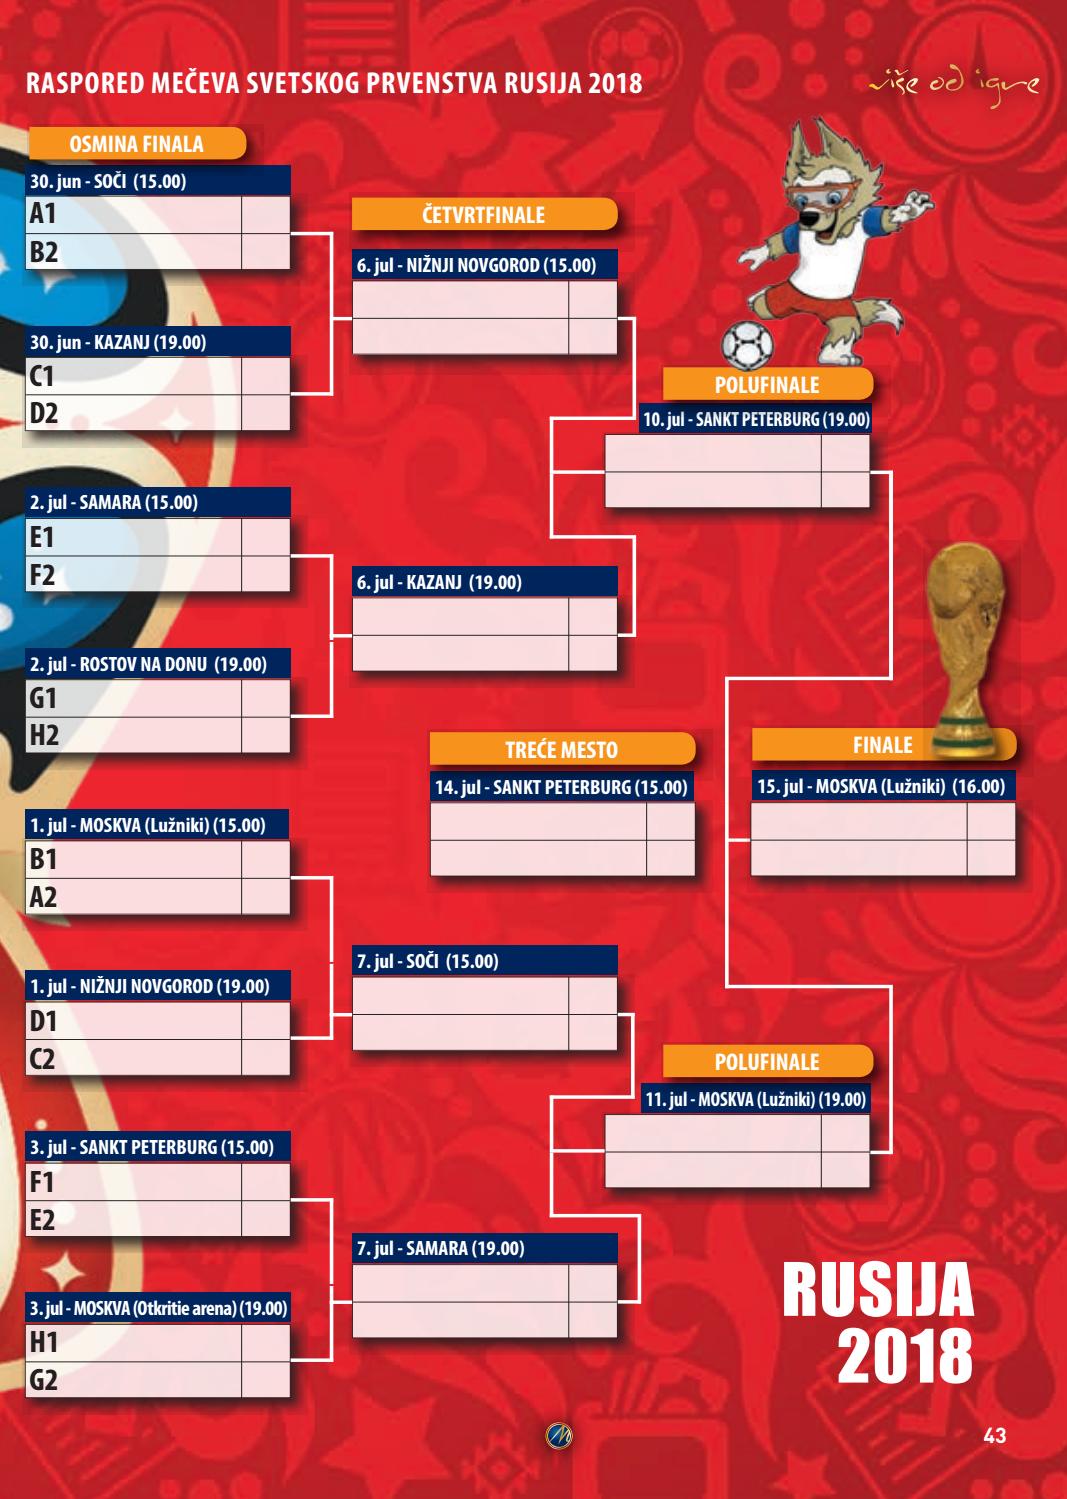 RASPORED MEČEVA SVETSKOG PRVENSTVA RUSIJA 2018
više od igre
OSMINA FINALA
30. jun - SOČI (15.00)
A1
B2
30. jun - KAZANJ (19.00)
C1
D2
2. jul - SAMARA (15.00)
E1
F2
2. jul - ROSTOV NA DONU (19.00)
G1
H2
1. jul - MOSKVA (Lužniki) (15.00)
B1
A2
1. jul - NIŽNJI NOVGOROD (19.00)
D1
C2
3. jul - SANKT PETERBURG (15.00)
F1
E2
3. jul - MOSKVA (Otkritie arena) (19.00)
H1
G2
ČETVRTFINALE
6. jul - NIŽNJI NOVGOROD (15.00)
6. jul - KAZANJ (19.00)
7. jul - SOČI (15.00)
7. jul - SAMARA (19.00)
POLUFINALE
10. jul - SANKT PETERBURG (19.00)
POLUFINALE
11. jul - MOSKVA (Lužniki) (19.00)
TREĆE MESTO
14. jul - SANKT PETERBURG (15.00)
FINALE
15. jul - MOSKVA (Lužniki) (16.00)
RUSIJA
2018
M
43